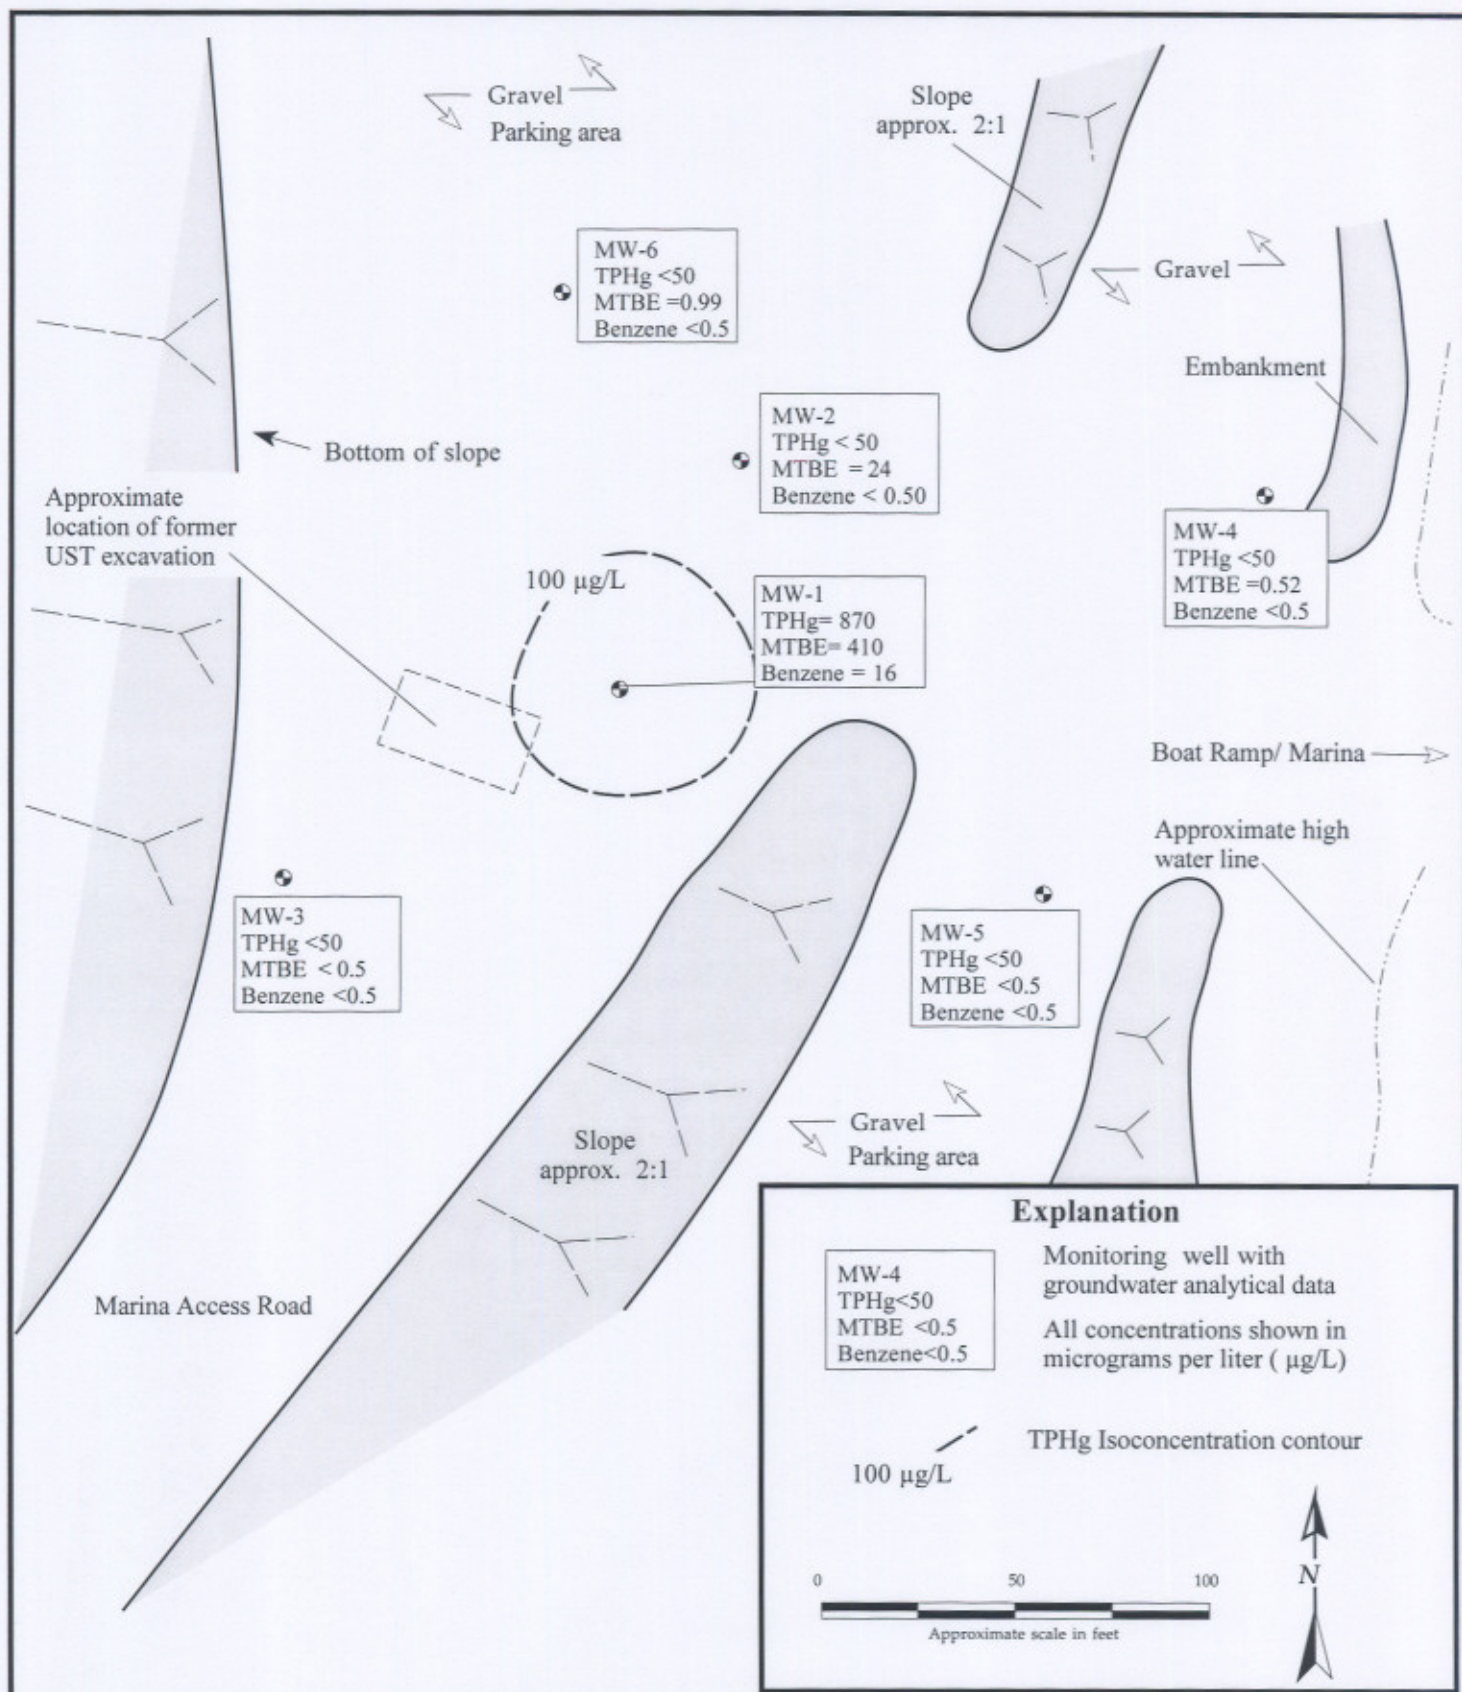 Gravel
Parking area
Slope
approx. 2:1
MW-6
TPHg <50
MTBE =0.99
Benzene <0.5
Gravel
Embankment
MW-2
TPHg < 50
MTBE = 24
Benzene < 0.50
Bottom of slope
Approximate
location of former
UST excavation
MW-4
TPHg <50
MTBE =0.52
Benzene <0.5
100 µg/L
MW-1
TPHg= 870
MTBE= 410
Benzene = 16
Boat Ramp/ Marina
Approximate high
water line
MW-3
TPHg <50
MTBE < 0.5
Benzene <0.5
MW-5
TPHg <50
MTBE <0.5
Benzene <0.5
Gravel
Parking area
Slope
approx. 2:1
Marina Access Road
Explanation
MW-4
TPHg<50
MTBE <0.5
Benzene<0.5
Monitoring well with
groundwater analytical data
All concentrations shown in
micrograms per liter ( µg/L)
100 µg/L
TPHg Isoconcentration contour
0 50 100
Approximate scale in feet
N